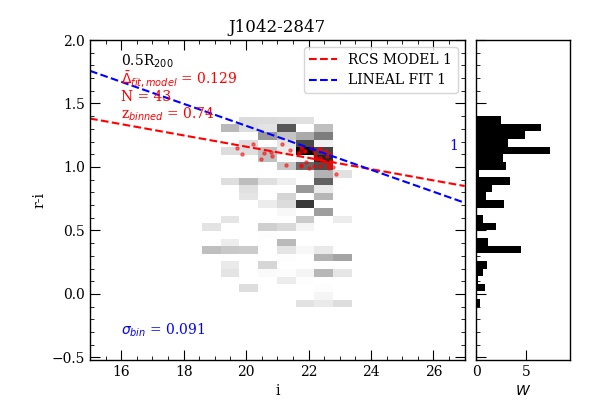 J1042-2847
0.5R₂₀₀
Δ̄fit,model = 0.129
N = 43
zbinned = 0.74
RCS MODEL 1
LINEAL FIT 1
1
σbin = 0.091
2.0
1.5
1.0
0.5
0.0
−0.5
r-i
16 18 20 22 24 26
i
0 5
W